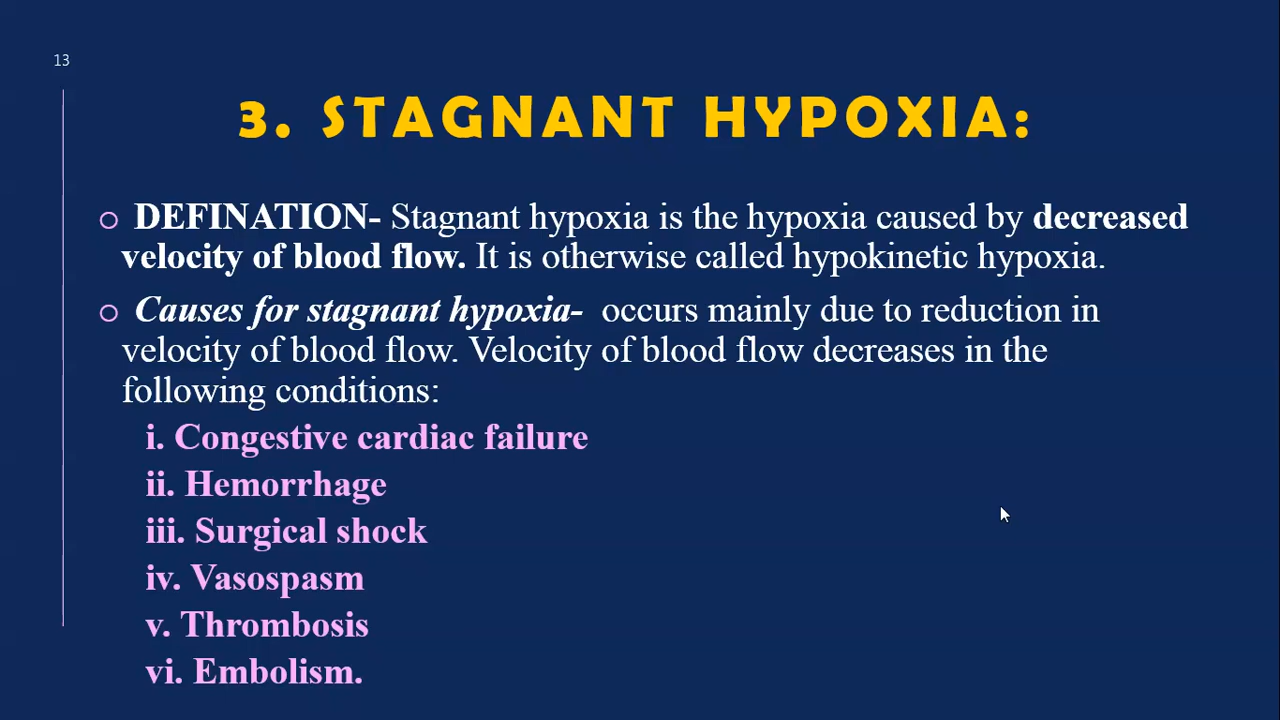 13
3. STAGNANT HYPOXIA:
DEFINATION- Stagnant hypoxia is the hypoxia caused by decreased
velocity of blood flow. It is otherwise called hypokinetic hypoxia.
Causes for stagnant hypoxia- occurs mainly due to reduction in
velocity of blood flow. Velocity of blood flow decreases in the
following conditions:
i. Congestive cardiac failure
ii. Hemorrhage
iii. Surgical shock
iv. Vasospasm
v. Thrombosis
vi. Embolism.